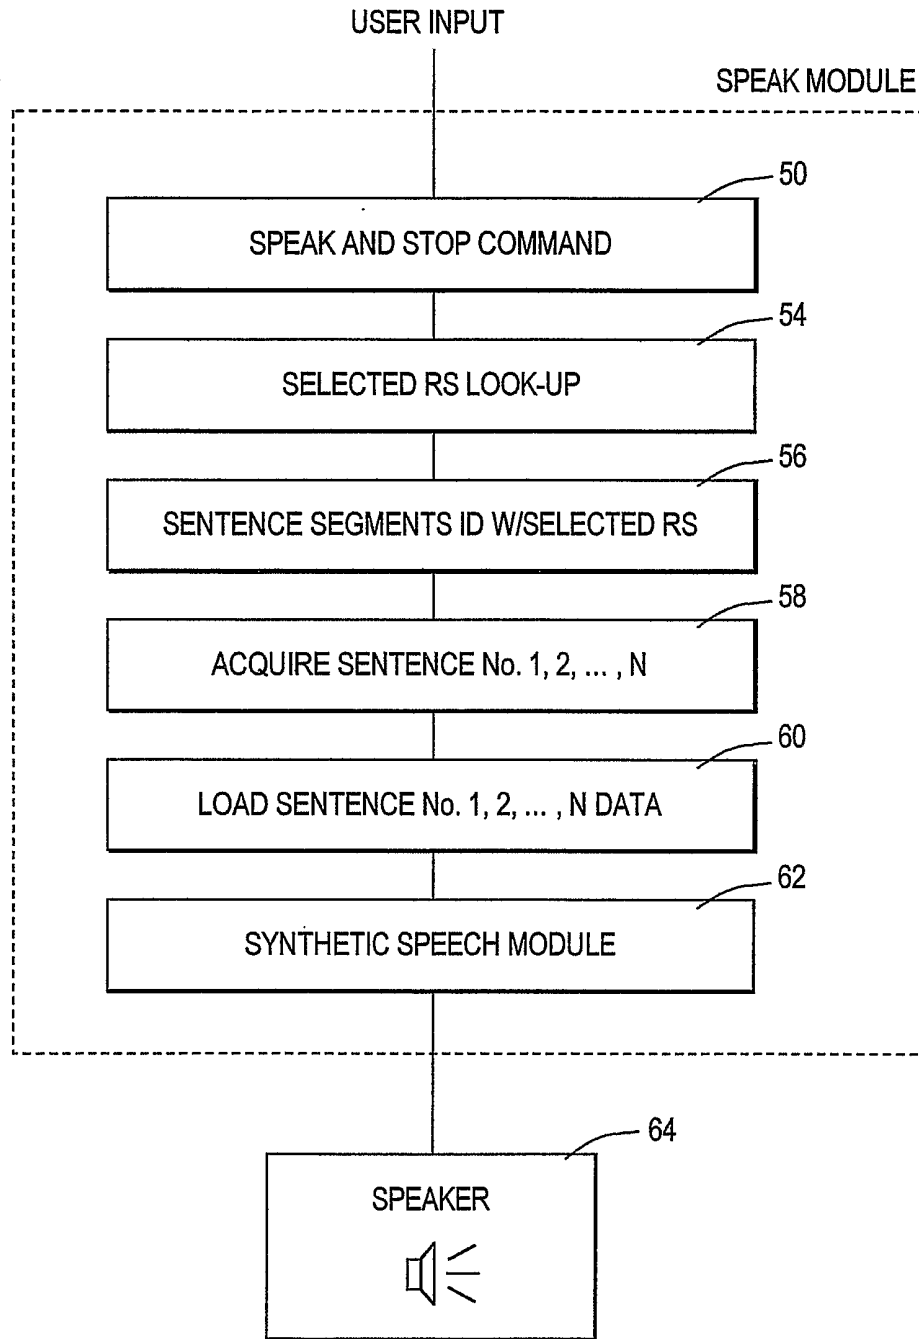 USER INPUT
SPEAK MODULE
50
SPEAK AND STOP COMMAND
54
SELECTED RS LOOK-UP
56
SENTENCE SEGMENTS ID W/SELECTED RS
58
ACQUIRE SENTENCE No. 1, 2, ... , N
60
LOAD SENTENCE No. 1, 2, ... , N DATA
62
SYNTHETIC SPEECH MODULE
64
SPEAKER